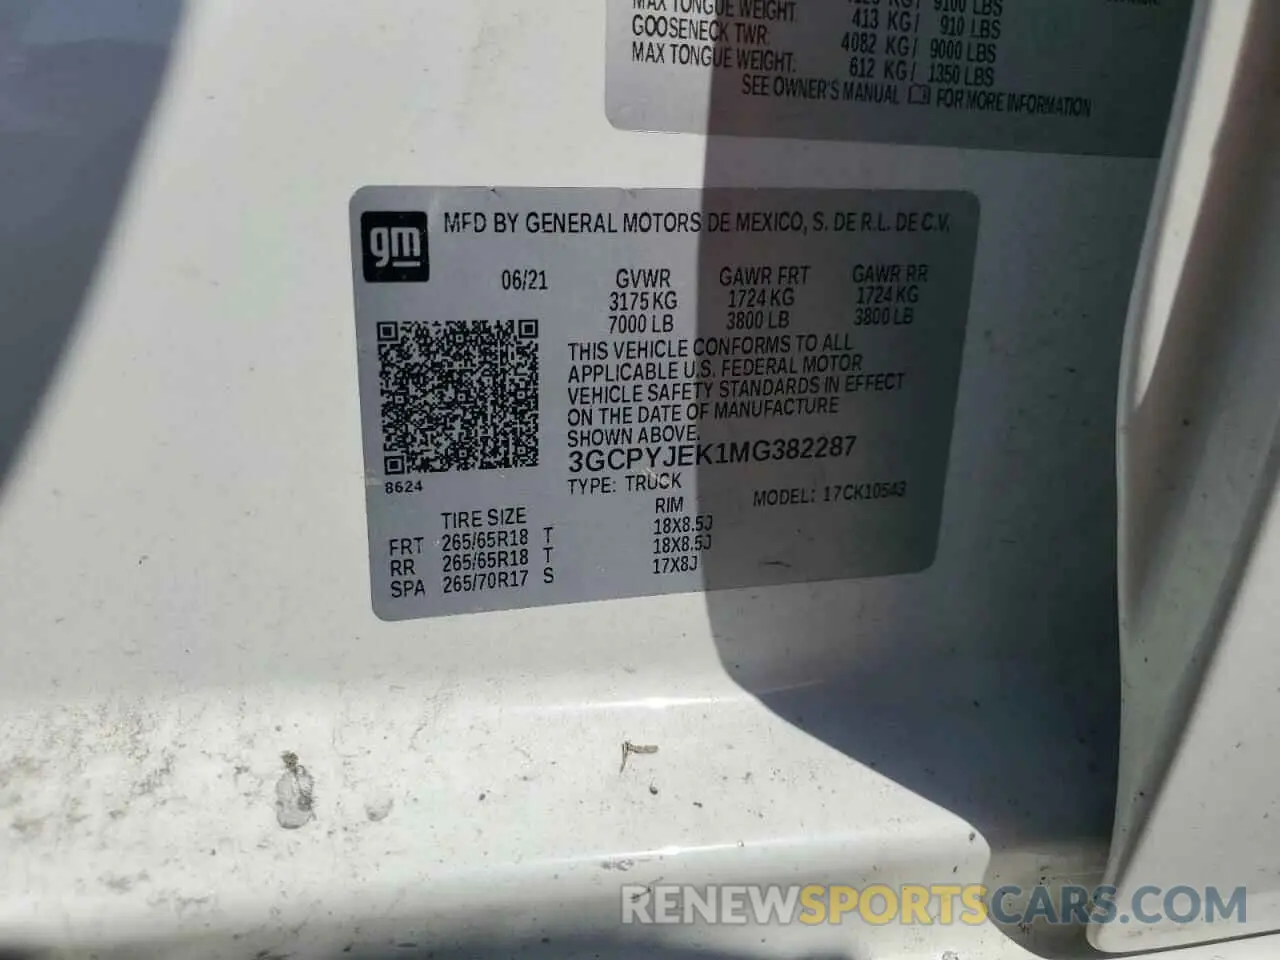 MAX TONGUE WEIGHT. 413 KG/ 910 LBS
GOOSENECK TWR: 4082 KG/ 9000 LBS
MAX TONGUE WEIGHT: 612 KG/ 1350 LBS
SEE OWNER'S MANUAL FOR MORE INFORMATION
gm
MFD BY GENERAL MOTORS DE MEXICO, S. DE R.L. DE C.V.
06/21 GVWR GAWR FRT GAWR RR
3175 KG 1724 KG 1724 KG
7000 LB 3800 LB 3800 LB
THIS VEHICLE CONFORMS TO ALL
APPLICABLE U.S. FEDERAL MOTOR
VEHICLE SAFETY STANDARDS IN EFFECT
ON THE DATE OF MANUFACTURE
SHOWN ABOVE.
3GCPYJEK1MG382287
8624
TYPE: TRUCK MODEL: 17CK10543
TIRE SIZE RIM
FRT 265/65R18 T 18X8.5J
RR 265/65R18 T 18X8.5J
SPA 265/70R17 S 17X8J
RENEWSPORTSCARS.COM